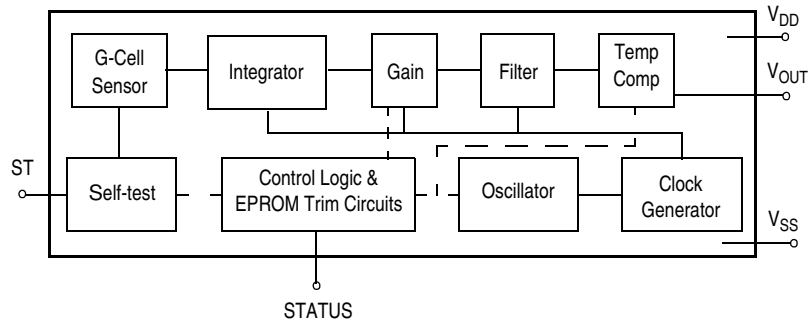 V_DD
G-Cell
Sensor
Integrator
Gain
Filter
Temp
Comp
V_OUT
ST
Self-test
Control Logic &
EPROM Trim Circuits
Oscillator
Clock
Generator
V_SS
STATUS